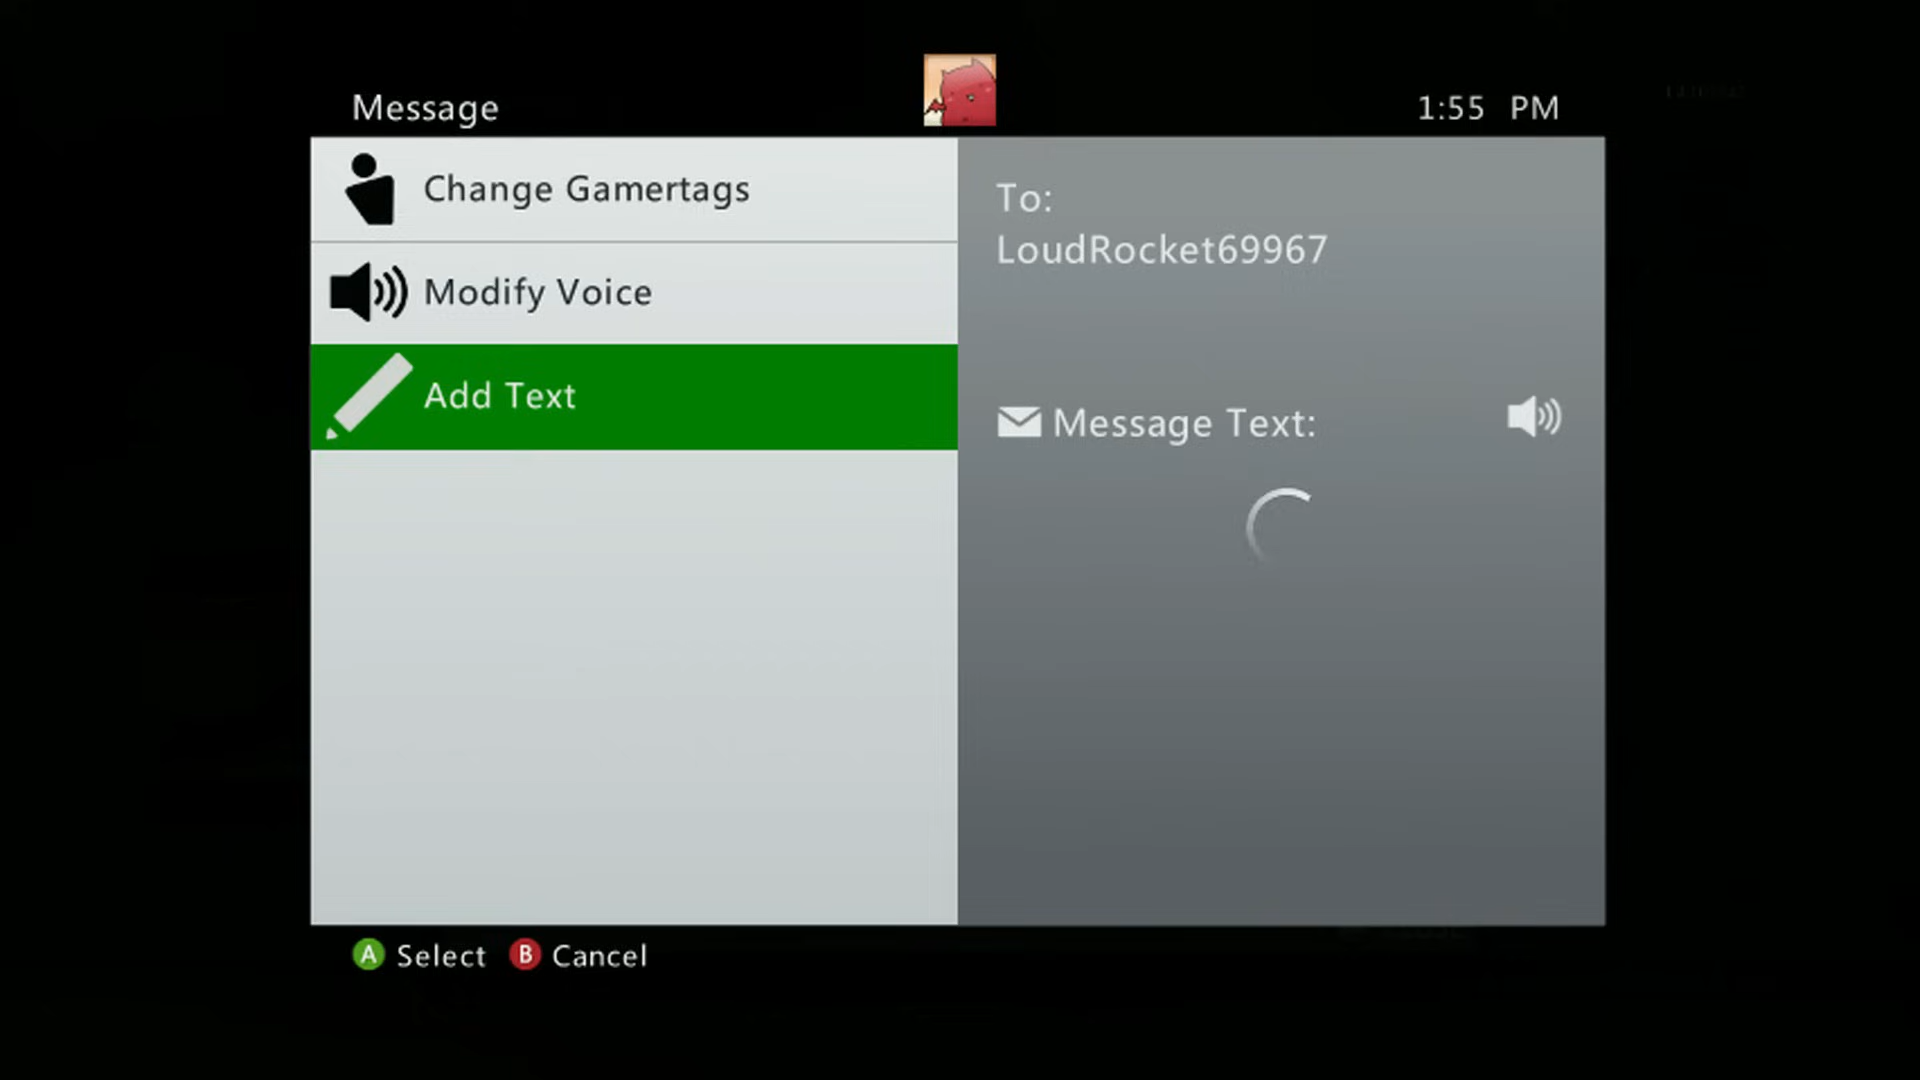 Message
1:55 PM
Change Gamertags
Modify Voice
Add Text
To:
LoudRocket69967
Message Text:
A Select B Cancel